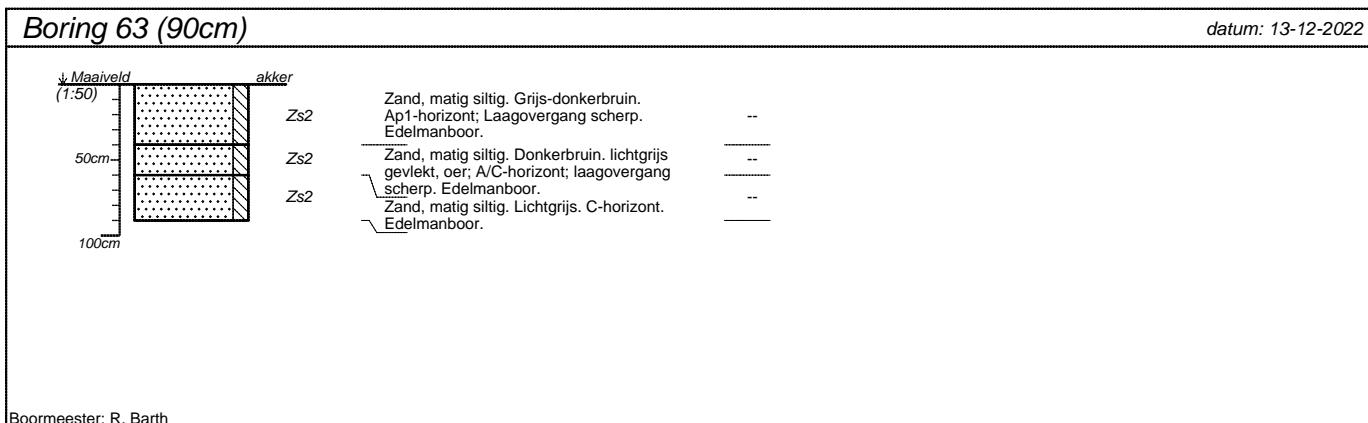 Boring 63 (90cm)
datum: 13-12-2022
Maaiveld
akker
(1:50)
Zs2
Zand, matig siltig. Grijs-donkerbruin.
Ap1-horizont; Laagovergang scherp.
Edelmanboor.
--
50cm
Zs2
Zand, matig siltig. Donkerbruin. lichtgrijs
gevlekt, oer; A/C-horizont; laagovergang
scherp. Edelmanboor.
--
Zs2
Zand, matig siltig. Lichtgrijs. C-horizont.
Edelmanboor.
--
100cm
Boormeester: R. Barth